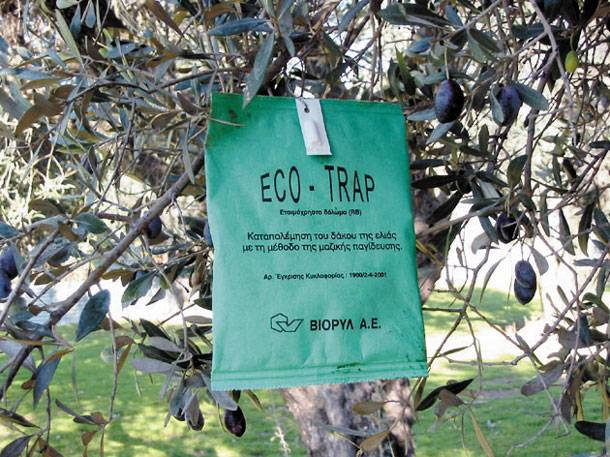 ECO - TRAP
Ετοιμόχρηστο δόλωμα (RB)
Καταπολέμηση του δάκου της ελιάς
με τη μέθοδο της μαζικής παγίδευσης.
Αρ. Έγκρισης Κυκλοφορίας : 1900/2-4-2001
ΒΙΟΡΥΛ Α.Ε.